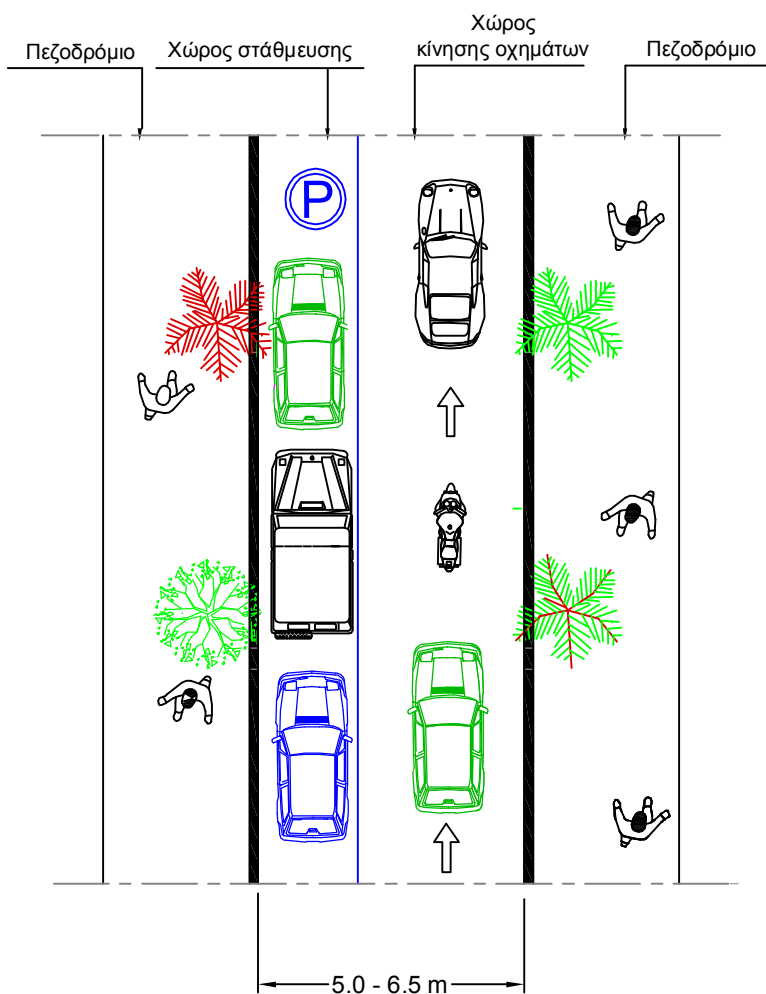 Πεζοδρόμιο
Χώρος στάθμευσης
Χώρος
κίνησης οχημάτων
Πεζοδρόμιο
P
5.0 - 6.5 m